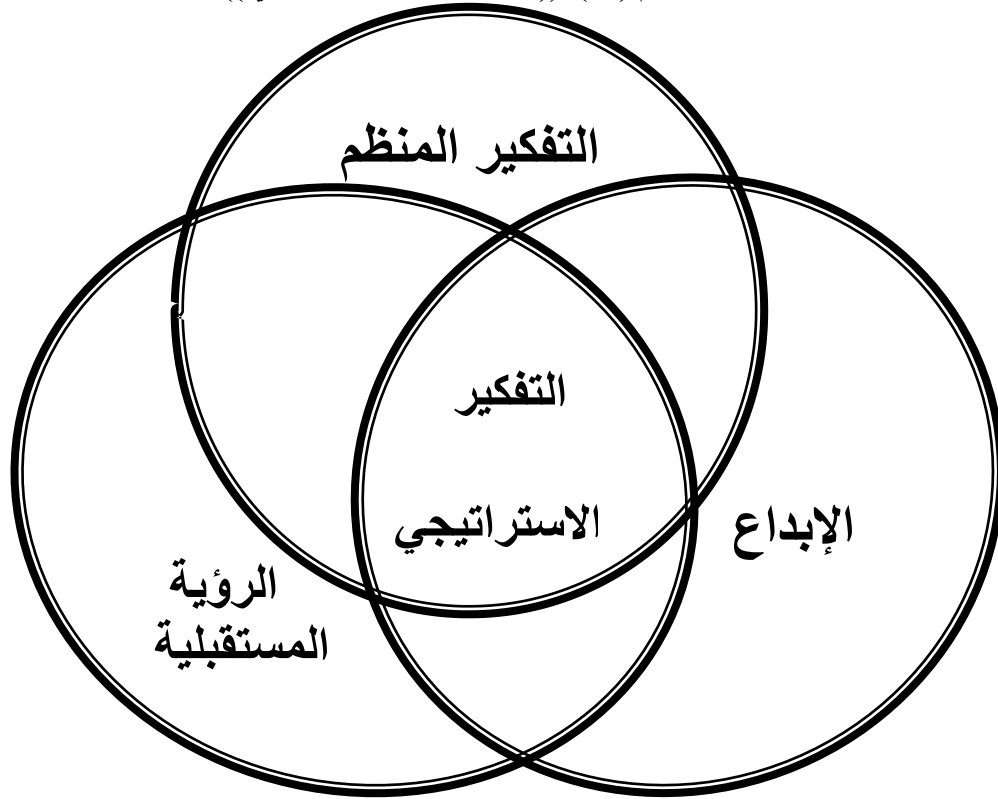 التفكير المنظم
التفكير
الاستراتيجي
الإبداع
الرؤية
المستقبلية